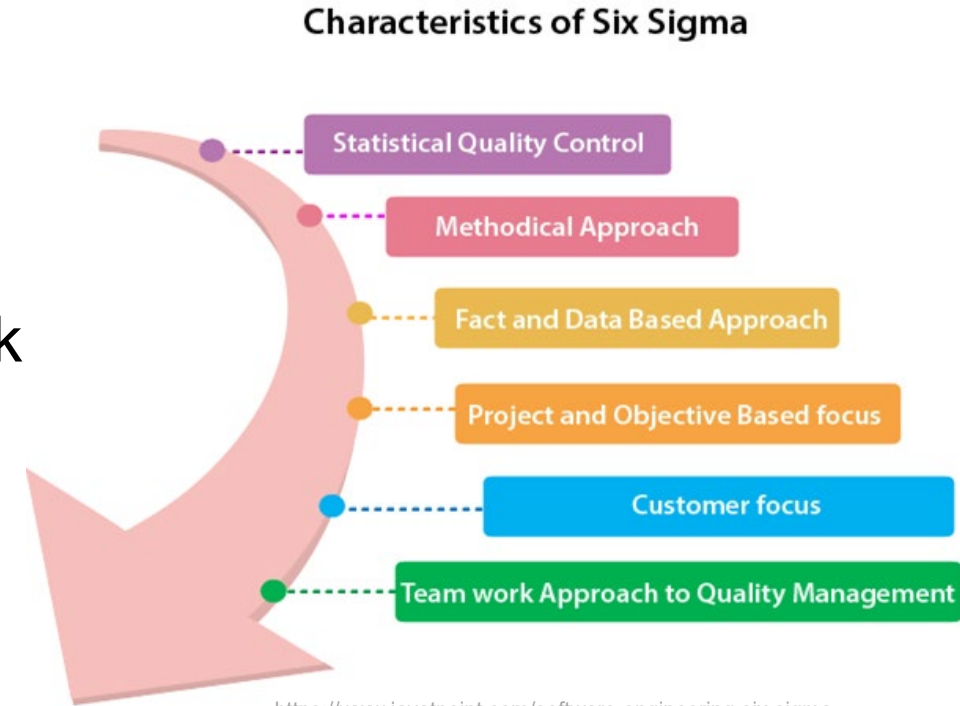 Characteristics of Six Sigma
Statistical Quality Control
Methodical Approach
Fact and Data Based Approach
k
Project and Objective Based focus
Customer focus
Team work Approach to Quality Management